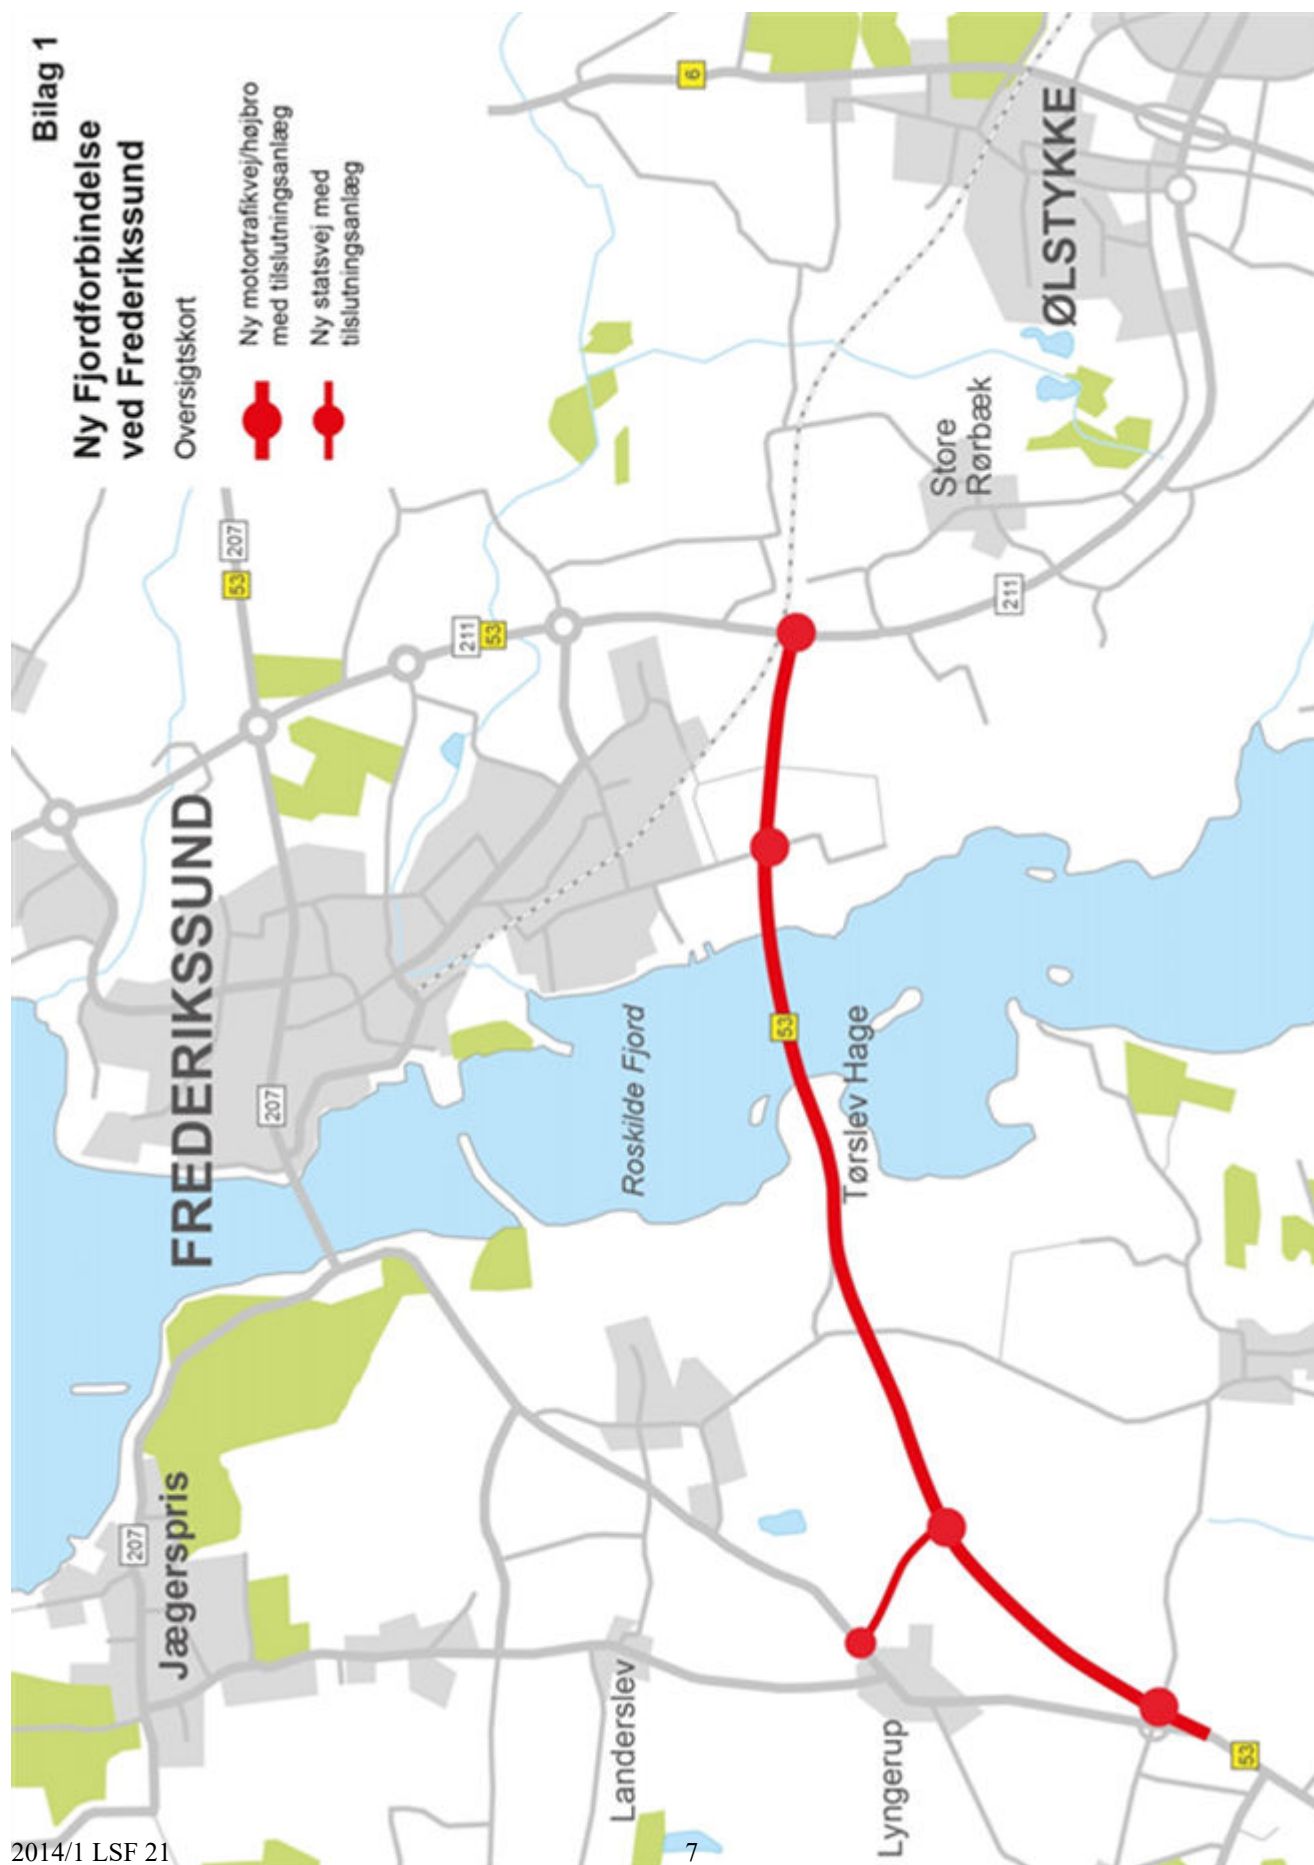 Bilag 1
Ny Fjordforbindelse
ved Frederikssund
Oversigtskort
Ny motortrafikvej/højbro
med tilslutningsanlæg
Ny statsvej med
tilslutningsanlæg
207
53
6
211
53
ØLSTYKKE
Store
Rørbæk
211
FREDERIKSSUND
207
Roskilde Fjord
53
Tørslev Hage
207
Jægerspris
Landerslev
Lyngerup
53
2014/1 LSF 21
7